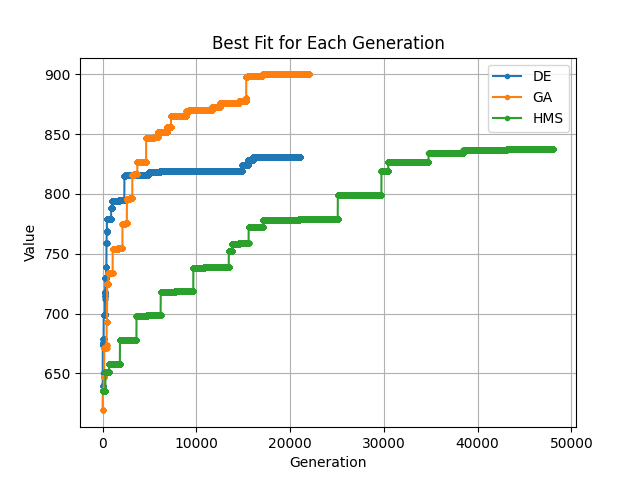 Best Fit for Each Generation
DE
GA
HMS
Value
900
850
800
750
700
650
0 10000 20000 30000 40000 50000
Generation